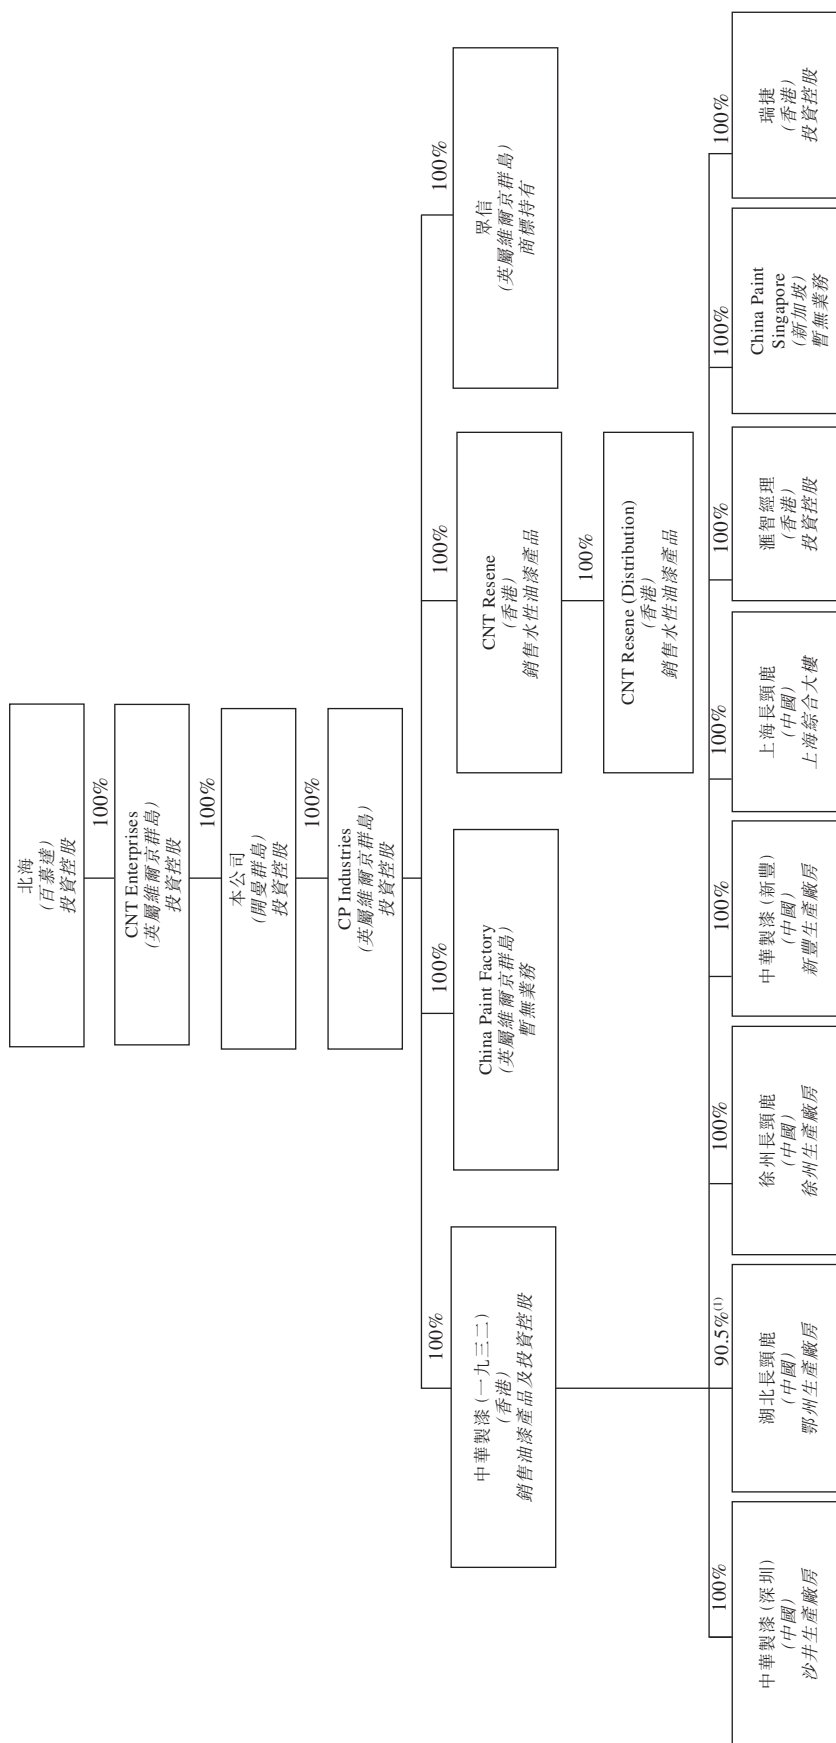 北海
(百慕達)
投資控股
100%
CNT Enterprises
(英屬維爾京群島)
投資控股
100%
本公司
(開曼群島)
投資控股
100%
CP Industries
(英屬維爾京群島)
投資控股
100%
中華製漆 (一九三二)
(香港)
銷售油漆產品及投資控股
100%
China Paint Factory
(英屬維爾京群島)
暫無業務
100%
CNT Resene
(香港)
銷售水性油漆產品
100%
眾信
(英屬維爾京群島)
商標持有
100%
CNT Resene (Distribution)
(香港)
銷售水性油漆產品
100%
中華製漆 (深圳)
(中國)
沙井生產廠房
90.5%(1)
湖北長頸鹿
(中國)
鄂州生產廠房
100%
徐州長頸鹿
(中國)
徐州生產廠房
100%
中華製漆 (新豐)
(中國)
新豐生產廠房
100%
上海長頸鹿
(中國)
上海綜合大樓
100%
滙智經理
(香港)
投資控股
100%
China Paint
Singapore
(新加坡)
暫無業務
100%
瑞捷
(香港)
投資控股